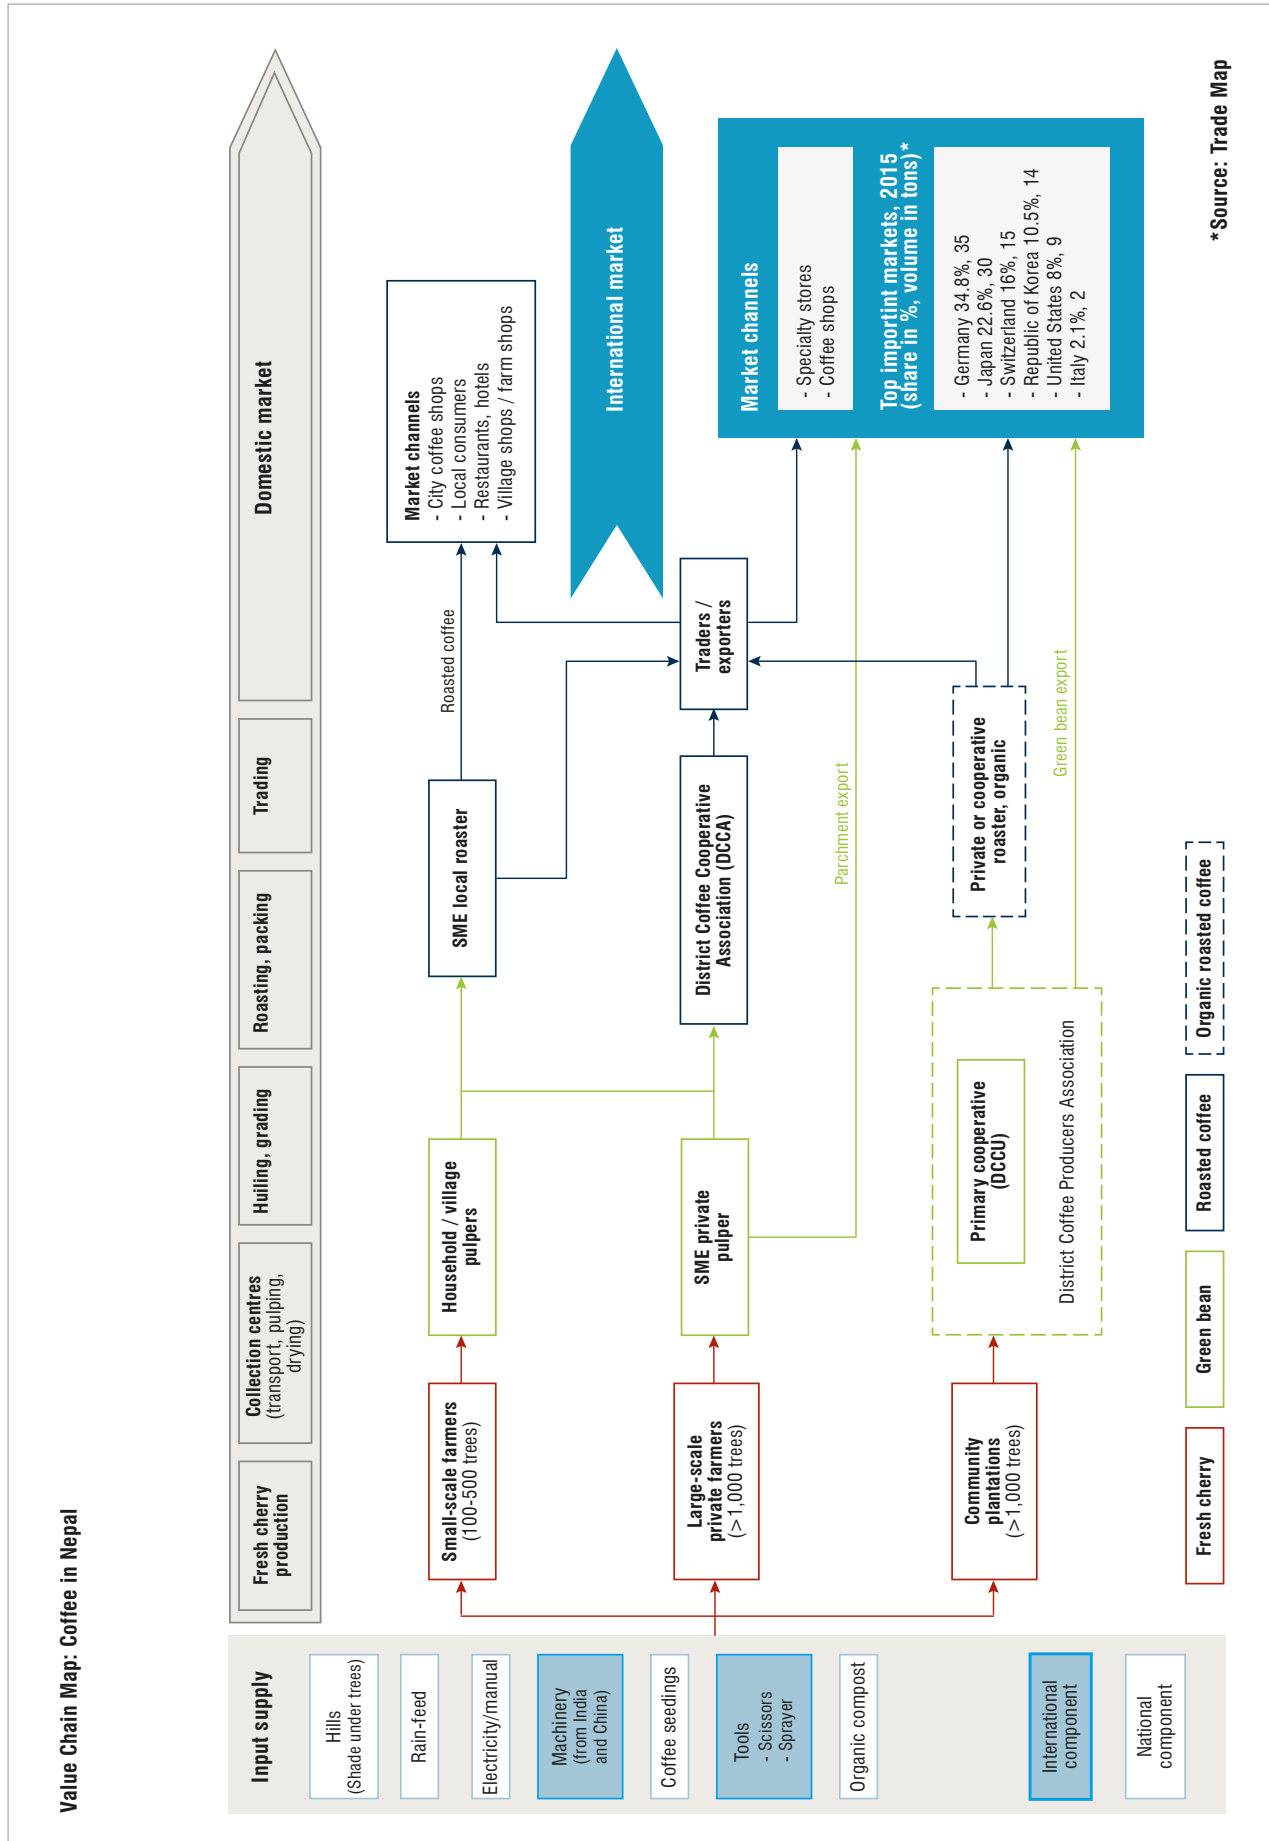 Value Chain Map: Coffee in Nepal
Fresh cherry
production
Collection centres
(transport, pulping,
drying)
Huiling, grading
Roasting, packing
Trading
Domestic market
Input supply
Hills
(Shade under trees)
Rain-feed
Electricity/manual
Machinery
(from India
and China)
Coffee seedings
Tools
- Scissors
- Sprayer
Organic compost
International
component
National
component
Small-scale farmers
(100-500 trees)
Household / village
pulpers
SME local roaster
Roasted coffee
Market channels
- City coffee shops
- Local consumers
- Restaurants, hotels
- Village shops / farm shops
International market
Large-scale
private farmers
(>1,000 trees)
SME private
pulper
District Coffee Cooperative
Association (DCCA)
Traders /
exporters
Parchment export
Market channels
- Specialty stores
- Coffee shops
Top importint markets, 2015
(share in %, volume in tons)*
- Germany 34.8%, 35
- Japan 22.6%, 30
- Switzerland 16%, 15
- Republic of Korea 10.5%, 14
- United States 8%, 9
- Italy 2.1%, 2
Community
plantations
(>1,000 trees)
Primary cooperative
(DCCU)
District Coffee Producers Association
Private or cooperative
roaster, organic
Green bean export
Fresh cherry
Green bean
Roasted coffee
Organic roasted coffee
*Source: Trade Map